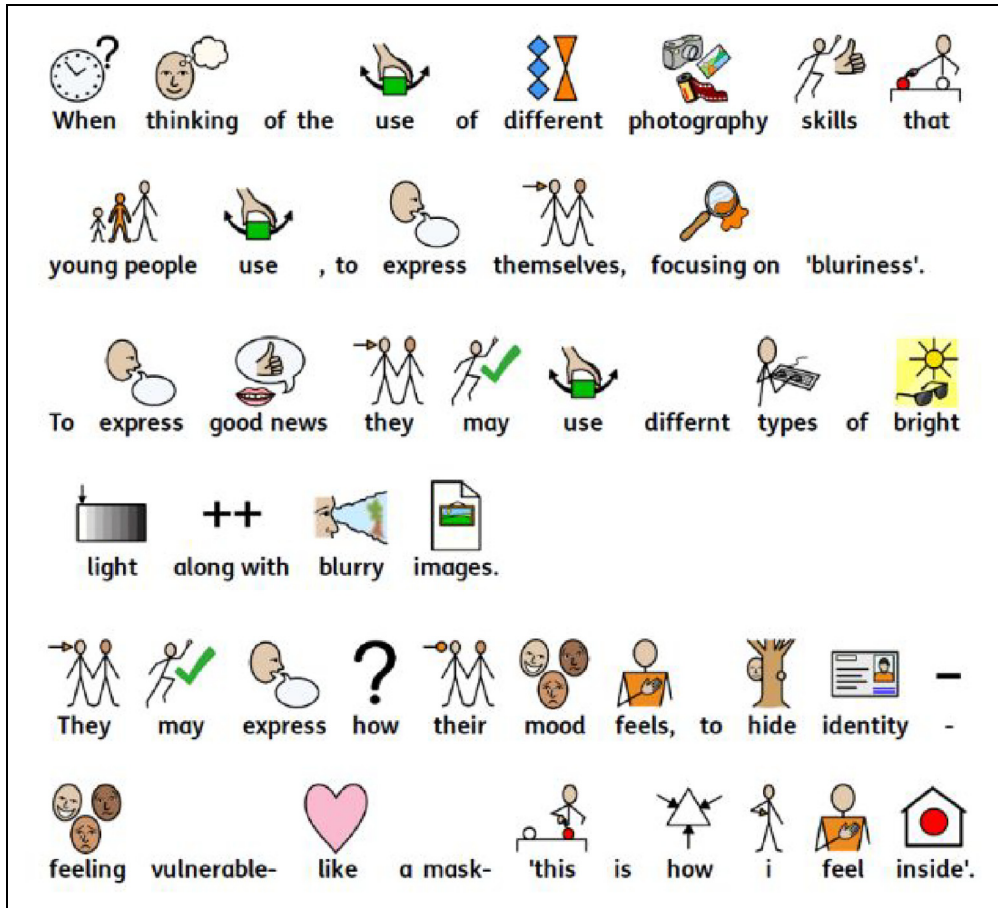 When thinking of the use of different photography skills that
young people use , to express themselves, focusing on 'bluriness'.
To express good news they may use differnt types of bright
light along with blurry images.
They may express how their mood feels, to hide identity -
feeling vulnerable- like a mask- 'this is how i feel inside'.